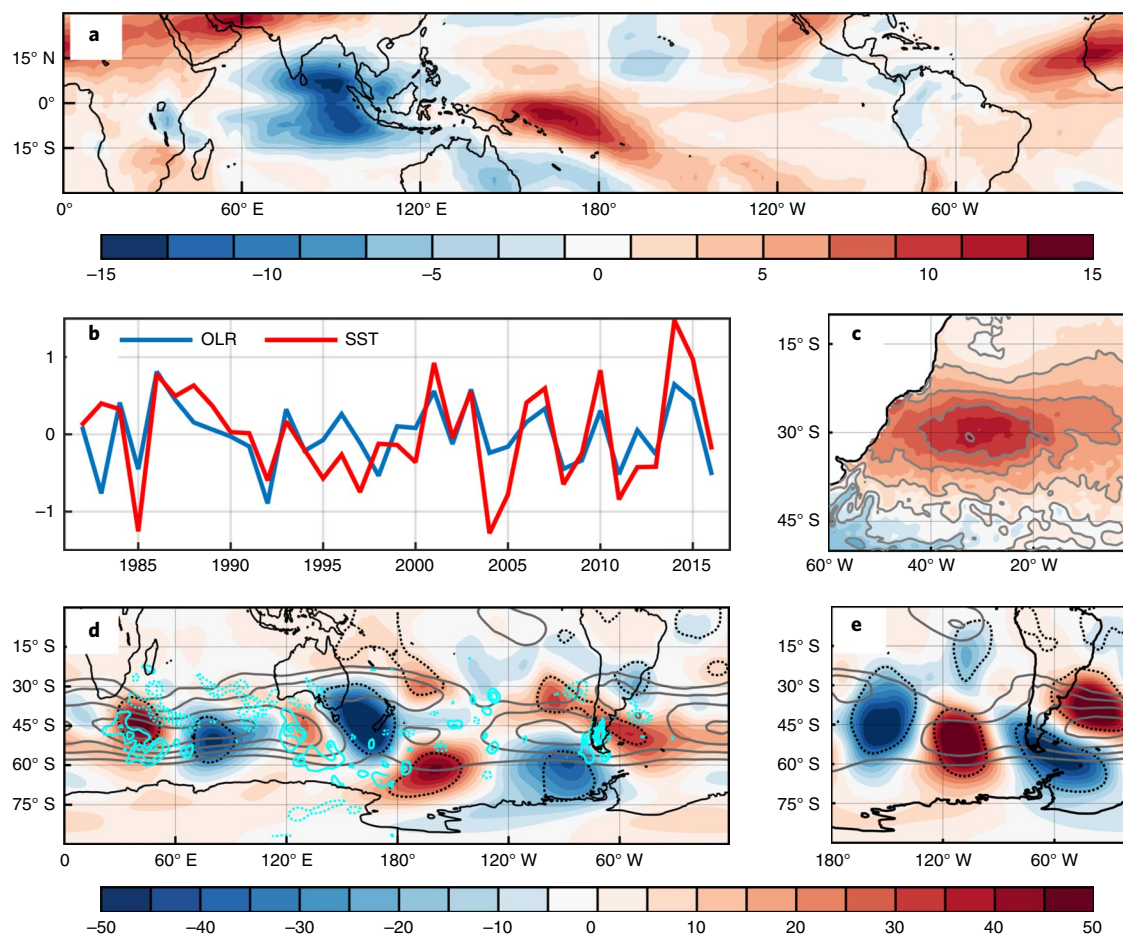 a
15° N
0°
15° S
0° 60° E 120° E 180° 120° W 60° W
−15 −10 −5 0 5 10 15
b OLR SST
1
0
−1
1985 1990 1995 2000 2005 2010 2015
c
15° S
30° S
45° S
60° W 40° W 20° W
d
15° S
30° S
45° S
60° S
75° S
0 60° E 120° E 180° 120° W 60° W
e
15° S
30° S
45° S
60° S
75° S
180° 120° W 60° W
−50 −40 −30 −20 −10 0 10 20 30 40 50